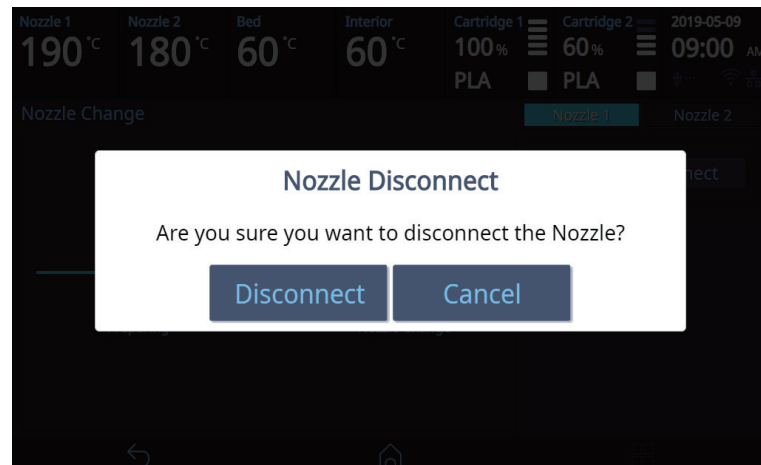 Nozzle 1 Nozzle 2 Bed Interior Cartridge 1 Cartridge 2 2019-05-09
190 °C 180 °C 60 °C 60 °C 100 % 60 % 09:00 AM
PLA PLA
Nozzle Change Nozzle 1 Nozzle 2
Nozzle Disconnect
Are you sure you want to disconnect the Nozzle?
Disconnect Cancel